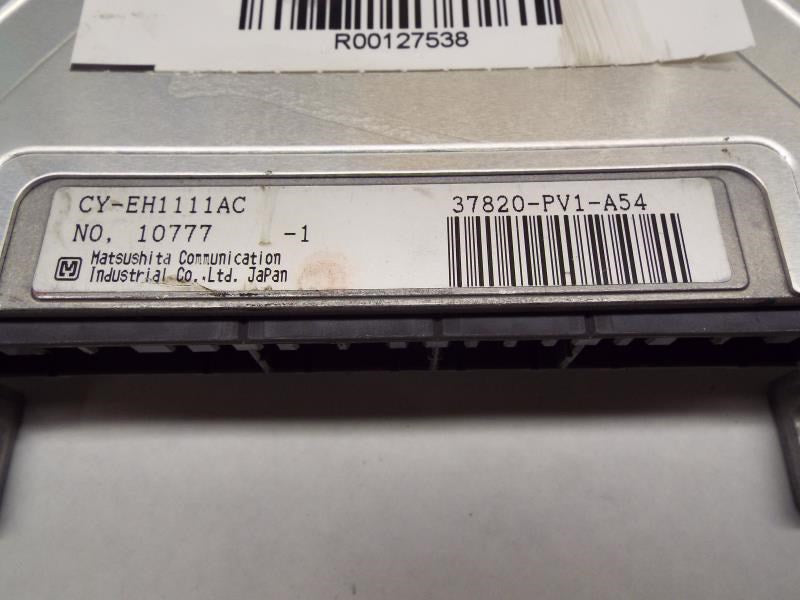 R00127538
CY-EH1111AC
37820-PV1-A54
NO, 10777 -1
Matsushita Communication
Industrial Co.,Ltd. JaPan